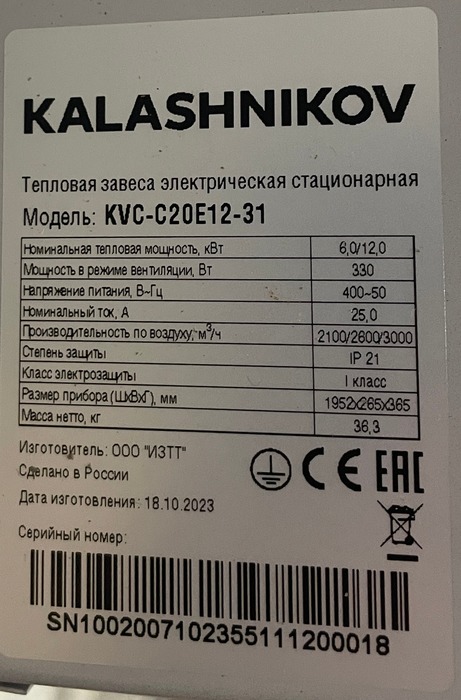 KALASHNIKOV
Тепловая завеса электрическая стационарная
Модель: KVC-C20E12-31
Номинальная тепловая мощность, кВт 6,0/12,0
Мощность в режиме вентиляции, Вт 330
Напряжение питания, В~Гц 400~50
Номинальный ток, А 25,0
Производительность по воздуху, м³/ч 2100/2600/3000
Степень защиты IP 21
Класс электрозащиты I класс
Размер прибора (ШхВхГ), мм 1952x265x365
Масса нетто, кг 36,3
Изготовитель: ООО "ИЗТТ"
Сделано в России
Дата изготовления: 18.10.2023
CE EAC
Серийный номер:
SN1002007102355111200018